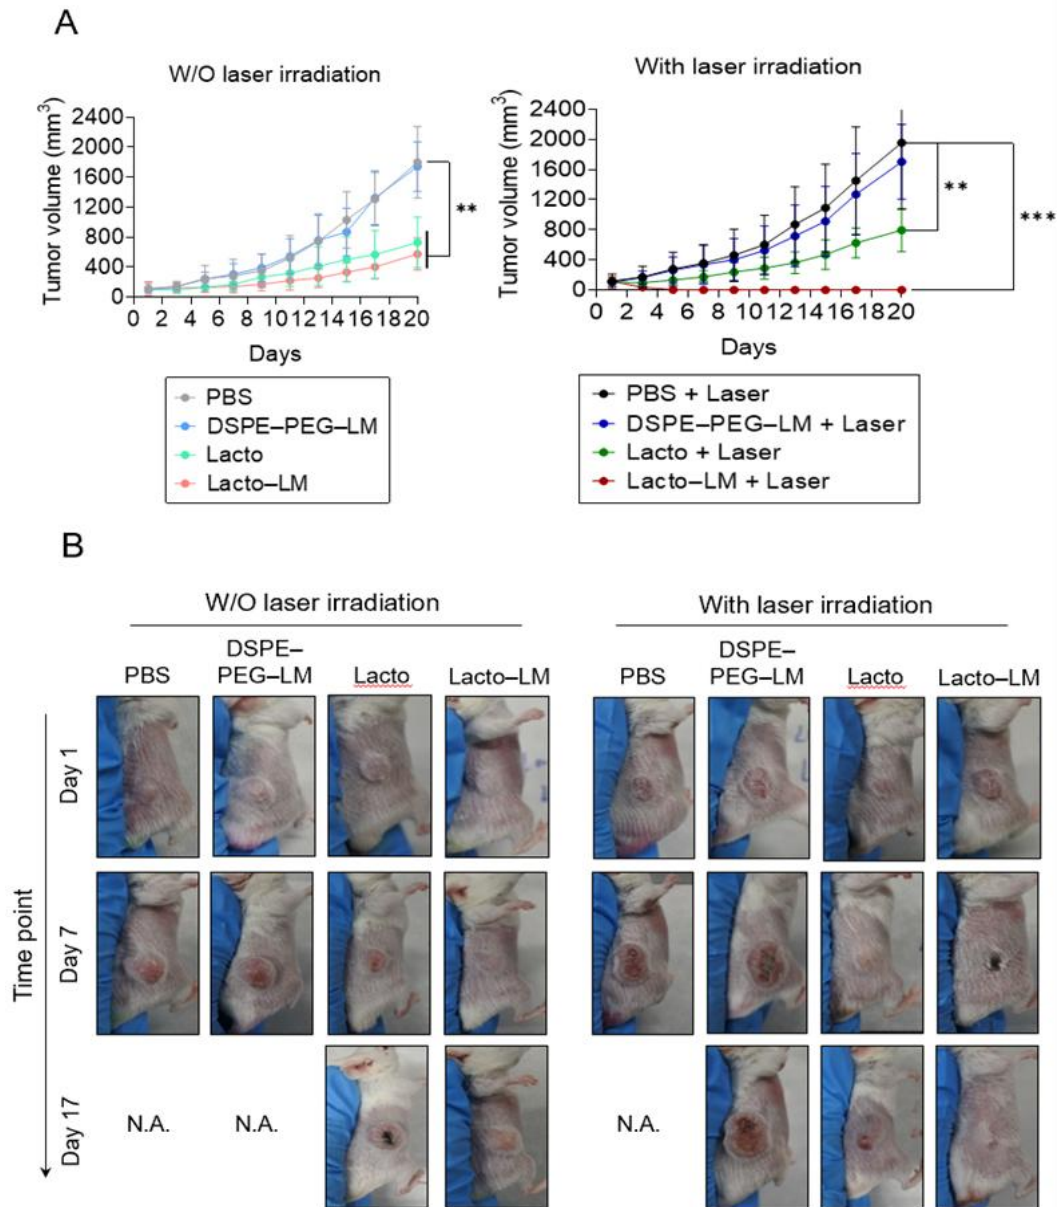 A
W/O laser irradiation
Tumor volume (mm³)
2400
2000
1600
1200
800
400
0
0 2 4 6 8 10 12 14 16 18 20
Days
**
PBS
DSPE–PEG–LM
Lacto
Lacto–LM
With laser irradiation
Tumor volume (mm³)
2400
2000
1600
1200
800
400
0
0 2 4 6 8 10 12 14 16 18 20
Days
**
***
PBS + Laser
DSPE–PEG–LM + Laser
Lacto + Laser
Lacto–LM + Laser
B
W/O laser irradiation
With laser irradiation
PBS
DSPE–
PEG–LM
Lacto
Lacto–LM
PBS
DSPE–
PEG–LM
Lacto
Lacto–LM
Time point
Day 1
Day 7
Day 17
N.A.
N.A.
N.A.